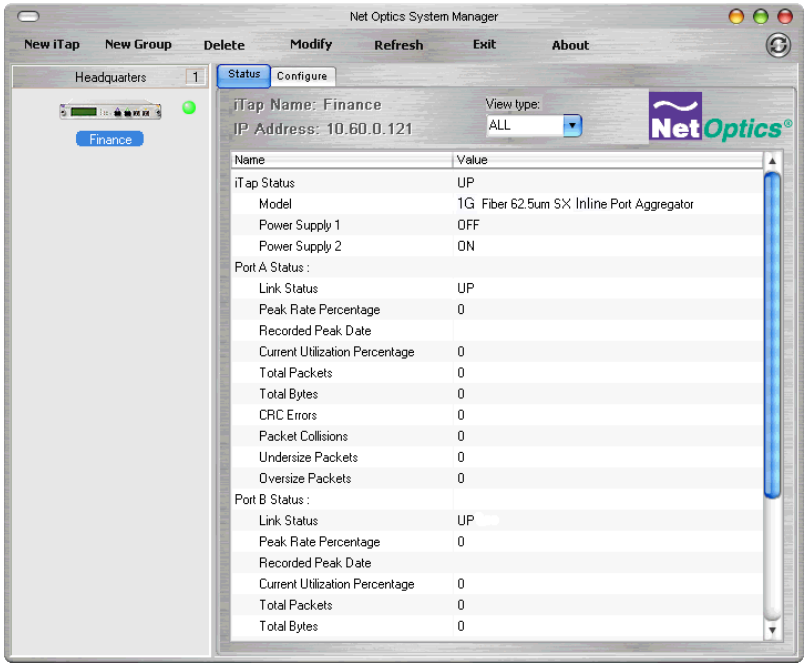 Net Optics System Manager
New iTap New Group Delete Modify Refresh Exit About
Headquarters 1
Finance
Status Configure
iTap Name: Finance
IP Address: 10.60.0.121
View type:
ALL
Net Optics®
Name Value
iTap Status UP
Model 1G Fiber 62.5um SX Inline Port Aggregator
Power Supply 1 OFF
Power Supply 2 ON
Port A Status :
Link Status UP
Peak Rate Percentage 0
Recorded Peak Date
Current Utilization Percentage 0
Total Packets 0
Total Bytes 0
CRC Errors 0
Packet Collisions 0
Undersize Packets 0
Oversize Packets 0
Port B Status :
Link Status UP
Peak Rate Percentage 0
Recorded Peak Date
Current Utilization Percentage 0
Total Packets 0
Total Bytes 0